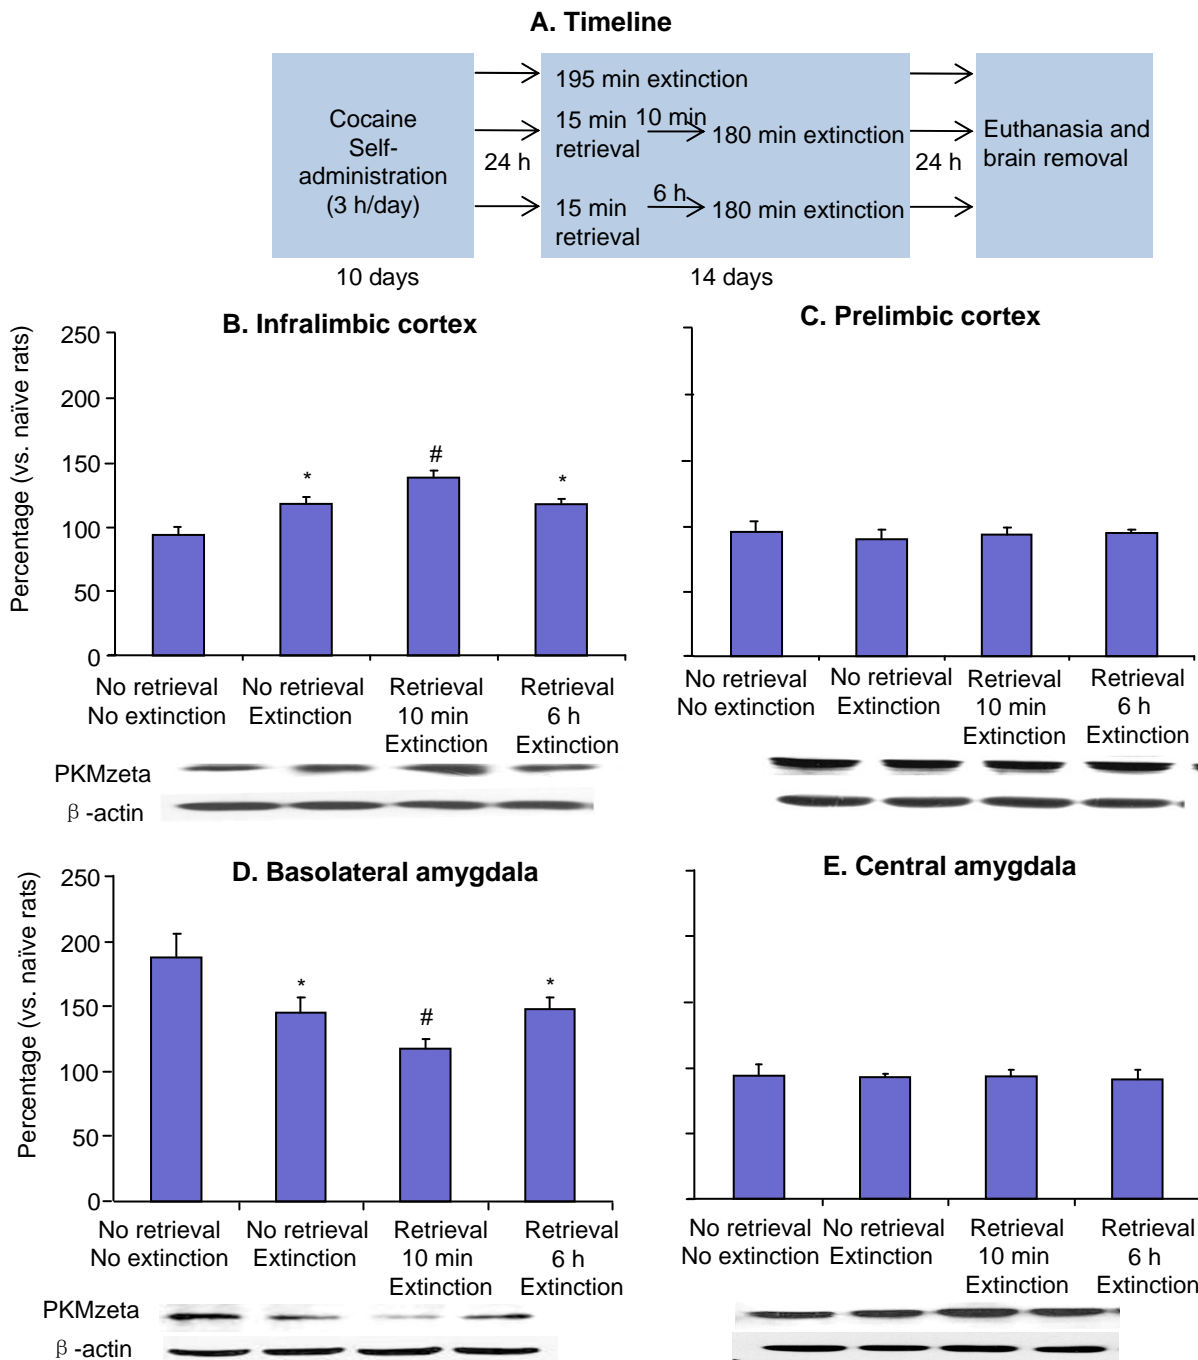 A. Timeline
Cocaine
Self-
administration
(3 h/day)
24 h
195 min extinction
15 min
retrieval
10 min
180 min extinction
15 min
retrieval
6 h
180 min extinction
24 h
Euthanasia and
brain removal
10 days
14 days
B. Infralimbic cortex
Percentage (vs. naïve rats)
250
200
150
100
50
0
*
#
*
No retrieval
No extinction
No retrieval
Extinction
Retrieval
10 min
Extinction
Retrieval
6 h
Extinction
PKMzeta
β -actin
C. Prelimbic cortex
No retrieval
No extinction
No retrieval
Extinction
Retrieval
10 min
Extinction
Retrieval
6 h
Extinction
D. Basolateral amygdala
Percentage (vs. naïve rats)
250
200
150
100
50
0
*
#
*
No retrieval
No extinction
No retrieval
Extinction
Retrieval
10 min
Extinction
Retrieval
6 h
Extinction
PKMzeta
β -actin
E. Central amygdala
No retrieval
No extinction
No retrieval
Extinction
Retrieval
10 min
Extinction
Retrieval
6 h
Extinction